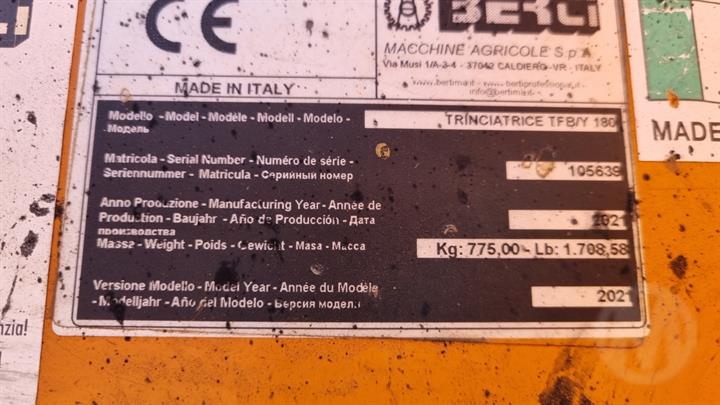 BERTI
MACCHINE AGRICOLE S.p.A.
Via Musi 1/A-3-4 - 37042 CALDIERO -VR - ITALY
CE
MADE IN ITALY
MADE
Modello - Model - Modèle - Modell - Modelo -
Модель
TRINCIATRICE TFB/Y 180
Matricola - Serial Number - Numéro de série -
Seriennummer - Matricula - Серийный номер
105639
Anno Produzione - Manufacturing Year - Année de
Production - Baujahr - Año de Producción - Дата
производства
2021
Massa - Weight - Poids - Gewicht - Masa - Масса
Kg: 775,00 - Lb: 1.708,58
Versione Modello - Model Year - Année du Modèle
- Modelljahr - Año del Modelo - Версия модели
2021
nzia!